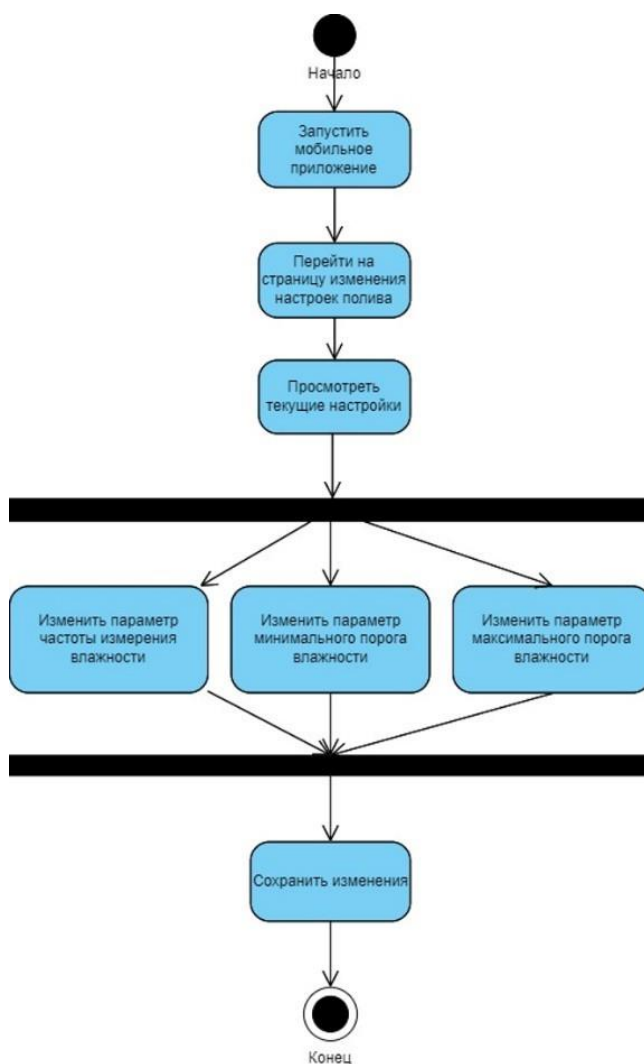 Начало
Запустить
мобильное
приложение
Перейти на
страницу изменения
настроек полива
Просмотреть
текущие настройки
Изменить параметр
частоты измерения
влажности
Изменить параметр
минимального порога
влажности
Изменить параметр
максимального порога
влажности
Сохранить изменения
Конец